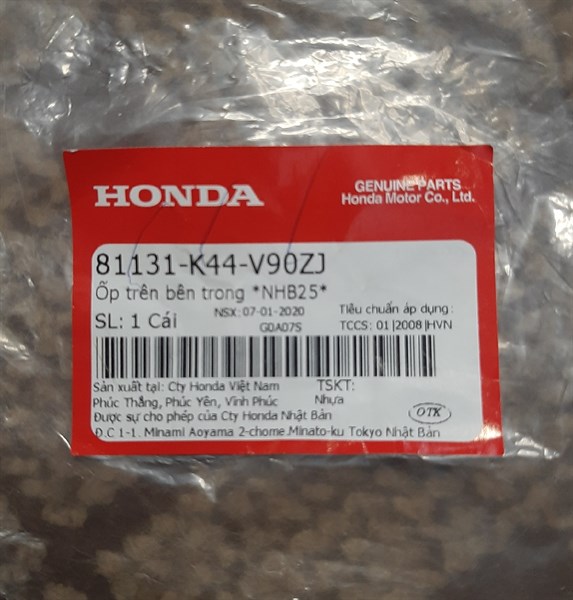 HONDA
GENUINE PARTS
Honda Motor Co., Ltd.
81131-K44-V90ZJ
Ốp trên bên trong *NHB25*
SL: 1 Cái
NSX: 07-01-2020
G0A07S
Tiêu chuẩn áp dụng :
TCCS: 01|2008|HVN
Sản xuất tại: Cty Honda Việt Nam
TSKT:
Phúc Thắng, Phúc Yên, Vĩnh Phúc
Nhựa
Được sự cho phép của Cty Honda Nhật Bản
OTK
Đ.C 1-1. Minami Aoyama 2-chome.Minato-ku Tokyo Nhật Bản